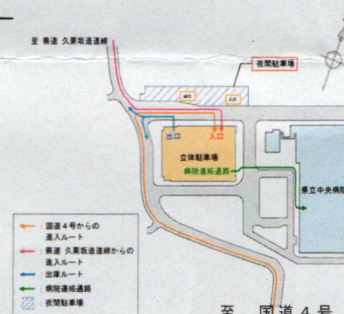 至 県道 久栗坂造道線
夜間駐車場
出口
入口
出口
入口
立体駐車場
病院連絡通路
県立中央病院
：国道4号からの
進入ルート
：県道 久栗坂造道線からの
進入ルート
：出庫ルート
：病院連絡通路
：夜間駐車場
至 国道4号